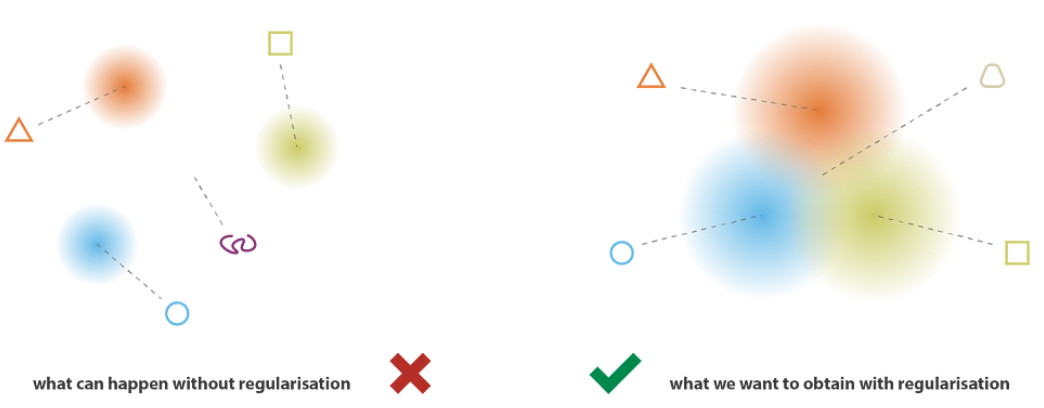 what can happen without regularisation
what we want to obtain with regularisation